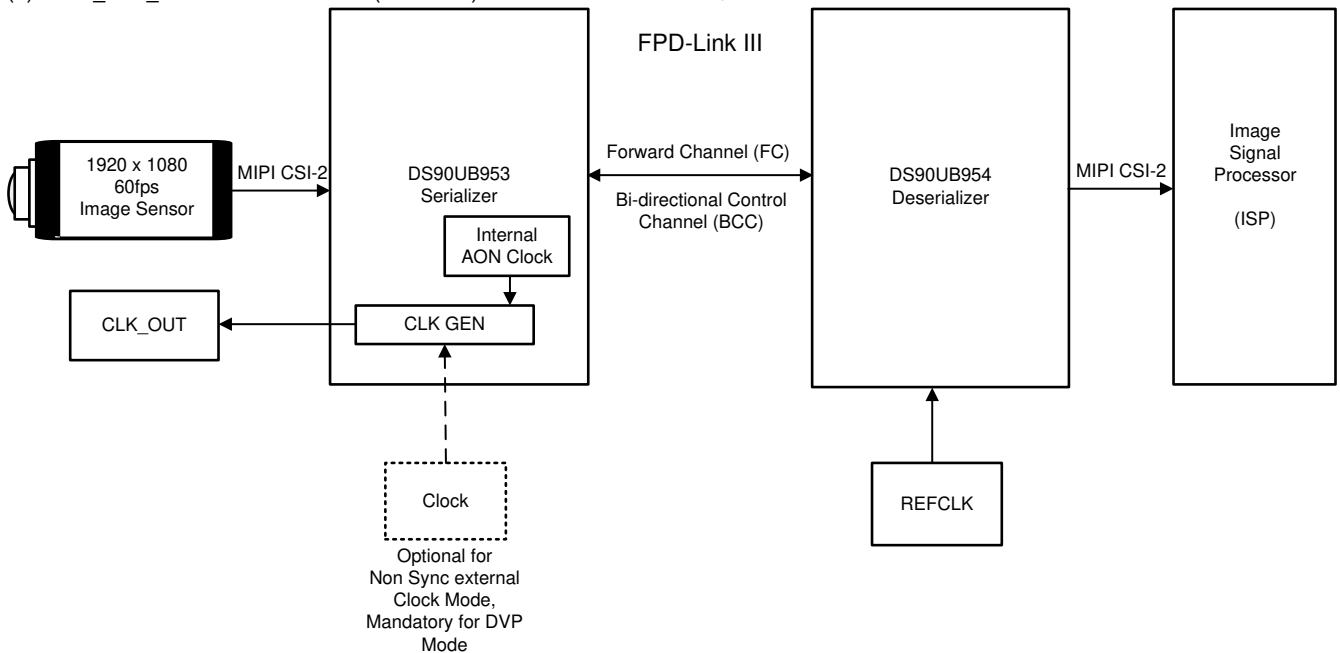 FPD-Link III
1920 x 1080
60fps
Image Sensor
MIPI CSI-2
DS90UB953
Serializer
Internal
AON Clock
CLK GEN
CLK_OUT
Forward Channel (FC)
Bi-directional Control
Channel (BCC)
DS90UB954
Deserializer
MIPI CSI-2
Image
Signal
Processor
(ISP)
Clock
Optional for
Non Sync external
Clock Mode,
Mandatory for DVP
Mode
REFCLK